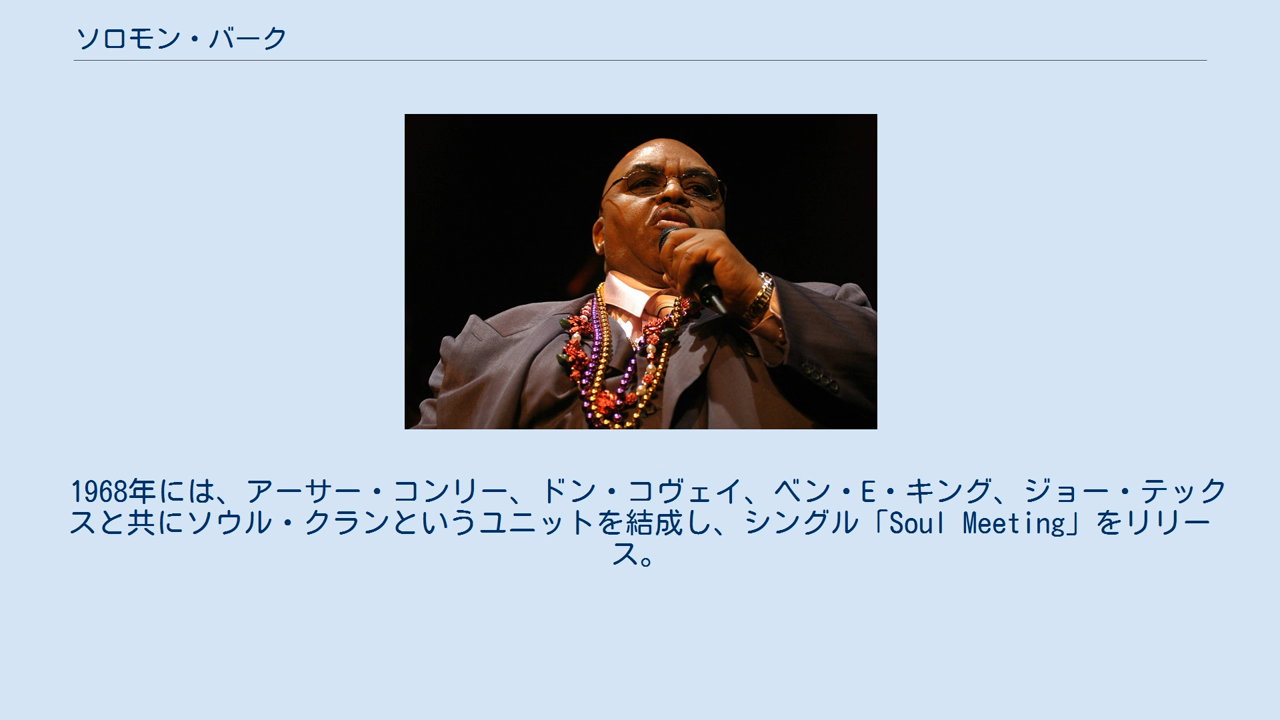 ソロモン・バーク
1968年には、アーサー・コンリー、ドン・コヴェイ、ベン・E・キング、ジョー・テック
スと共にソウル・クランというユニットを結成し、シングル「Soul Meeting」をリリー
ス。